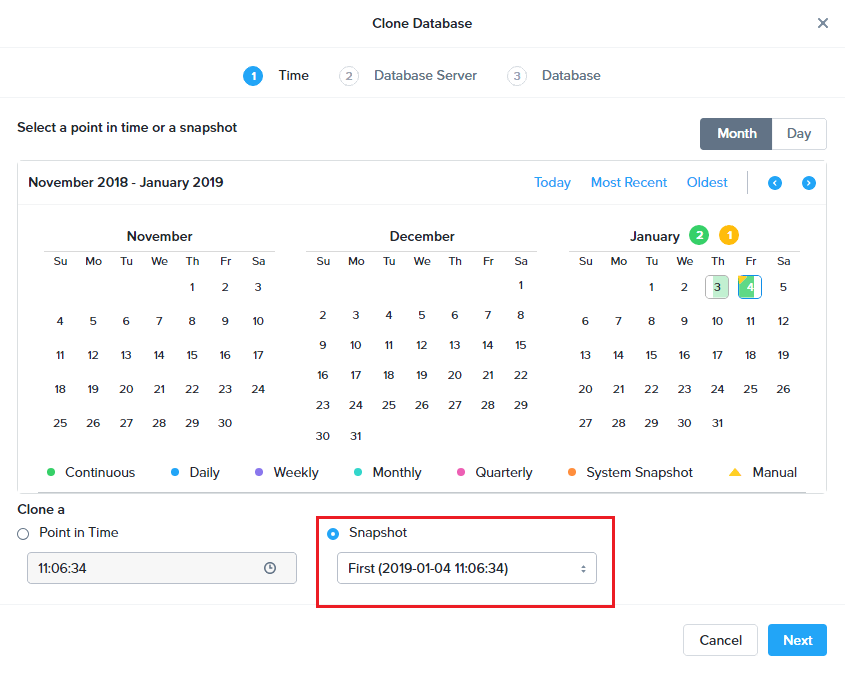 Clone Database
1 Time 2 Database Server 3 Database
Select a point in time or a snapshot
Month Day
November 2018 - January 2019
Today Most Recent Oldest
November
Su Mo Tu We Th Fr Sa
1 2 3
4 5 6 7 8 9 10
11 12 13 14 15 16 17
18 19 20 21 22 23 24
25 26 27 28 29 30
December
Su Mo Tu We Th Fr Sa
1
2 3 4 5 6 7 8
9 10 11 12 13 14 15
16 17 18 19 20 21 22
23 24 25 26 27 28 29
30 31
January 2 1
Su Mo Tu We Th Fr Sa
1 2 3 4 5
6 7 8 9 10 11 12
13 14 15 16 17 18 19
20 21 22 23 24 25 26
27 28 29 30 31
Continuous Daily Weekly Monthly Quarterly System Snapshot Manual
Clone a
Point in Time
11:06:34
Snapshot
First (2019-01-04 11:06:34)
Cancel Next